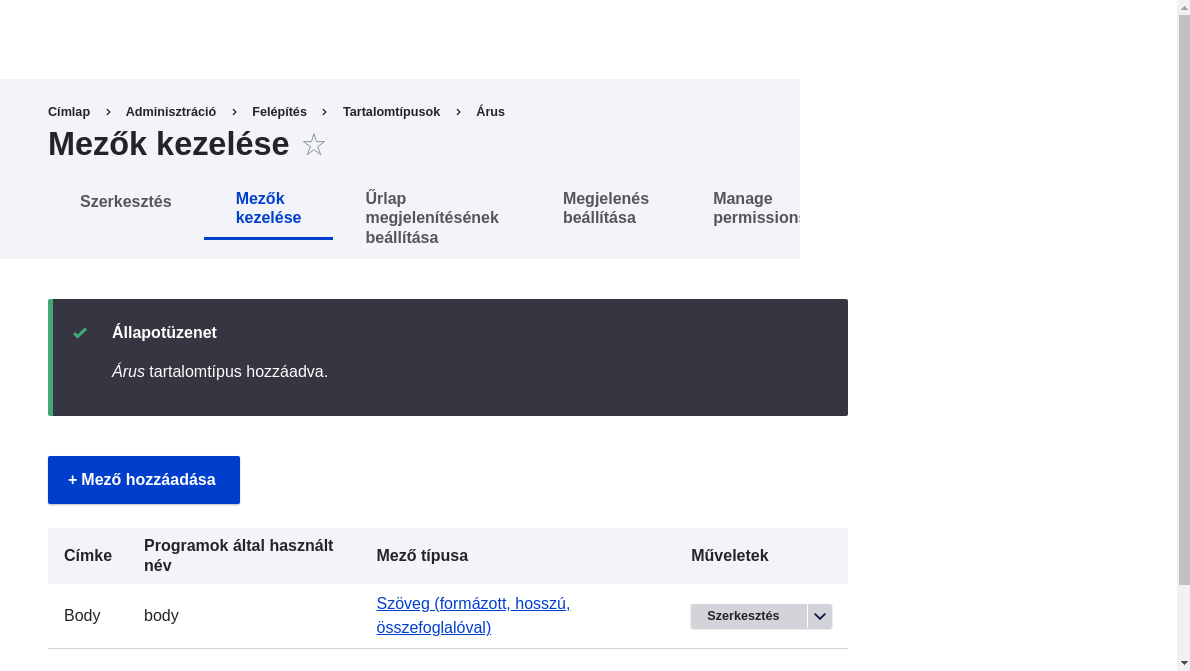 Címlap > Adminisztráció > Felépítés > Tartalomtípusok > Árus
Mezők kezelése
Szerkesztés
Mezők
kezelése
Űrlap
megjelenítésének
beállítása
Megjelenés
beállítása
Manage
permissions
Állapotüzenet
Árus tartalomtípus hozzáadva.
+ Mező hozzáadása
Címke
Programok által használt
név
Mező típusa
Műveletek
Body
body
Szöveg (formázott, hosszú,
összefoglalóval)
Szerkesztés